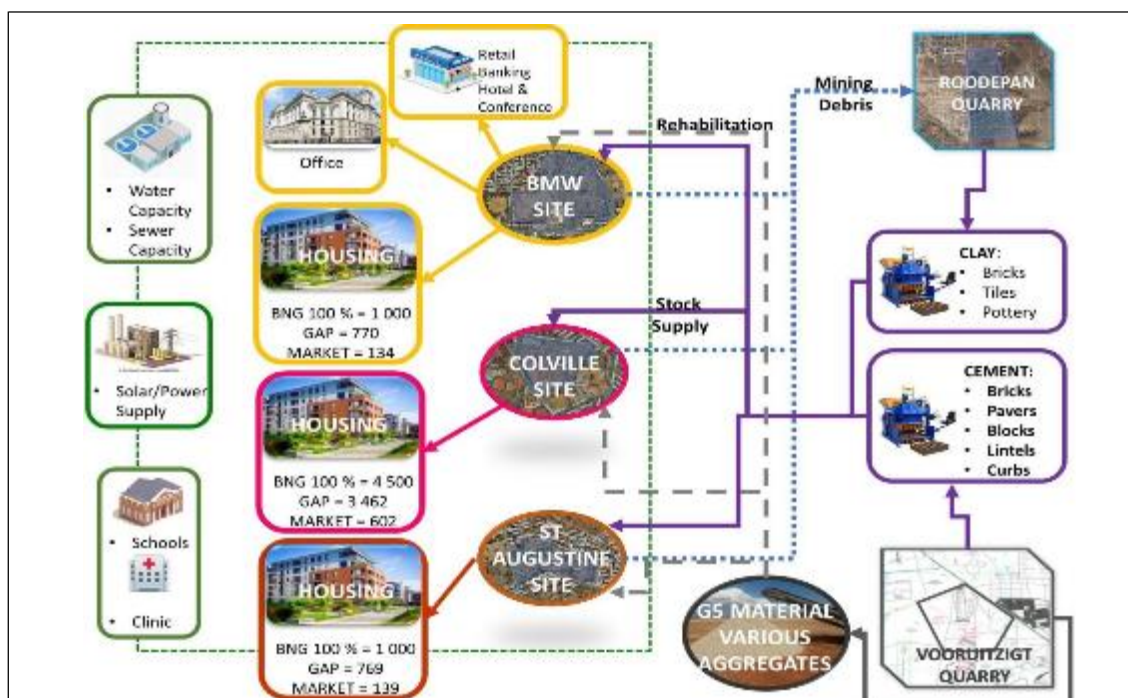 Retail
Banking
Hotel &
Conference
Office
Water
Capacity
Sewer
Capacity
HOUSING
BNG 100 % = 1 000
GAP = 770
MARKET = 134
Solar/Power
Supply
HOUSING
BNG 100 % = 4 500
GAP = 3 462
MARKET = 602
Schools
Clinic
HOUSING
BNG 100 % = 1 000
GAP = 769
MARKET = 139
BMW
SITE
COLVILLE
SITE
ST
AUGUSTINE
SITE
Rehabilitation
Stock
Supply
Mining
Debris
ROODEPAN
QUARRY
CLAY:
Bricks
Tiles
Pottery
CEMENT:
Bricks
Pavers
Blocks
Lintels
Curbs
G5 MATERIAL
VARIOUS
AGGREGATES
VOORUITZIGT
QUARRY